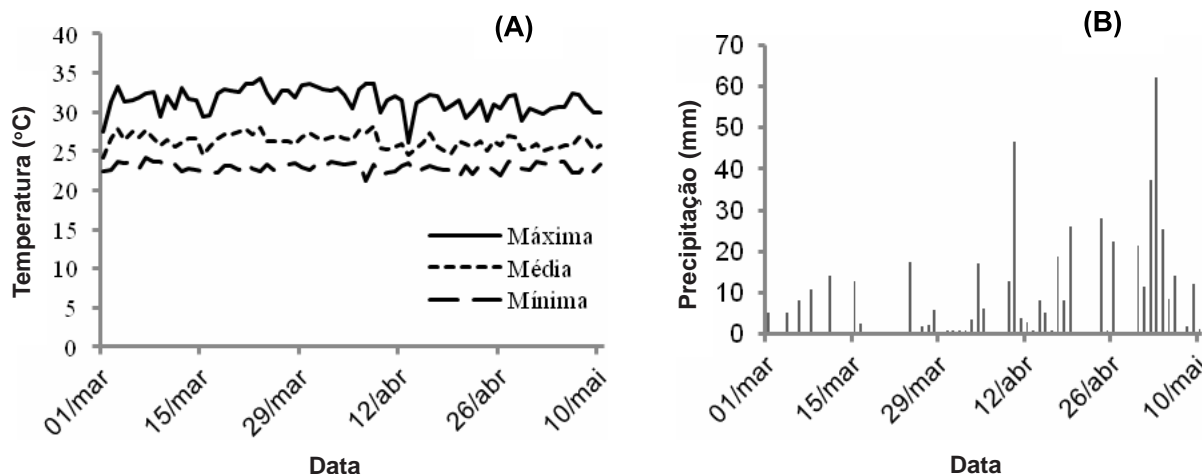 (A)
Temperatura (°C)
40
35
30
25
20
15
10
5
0
Máxima
Média
Mínima
01/mar
15/mar
29/mar
12/abr
26/abr
10/mai
Data
(B)
Precipitação (mm)
70
60
50
40
30
20
10
0
01/mar
15/mar
29/mar
12/abr
26/abr
10/mai
Data